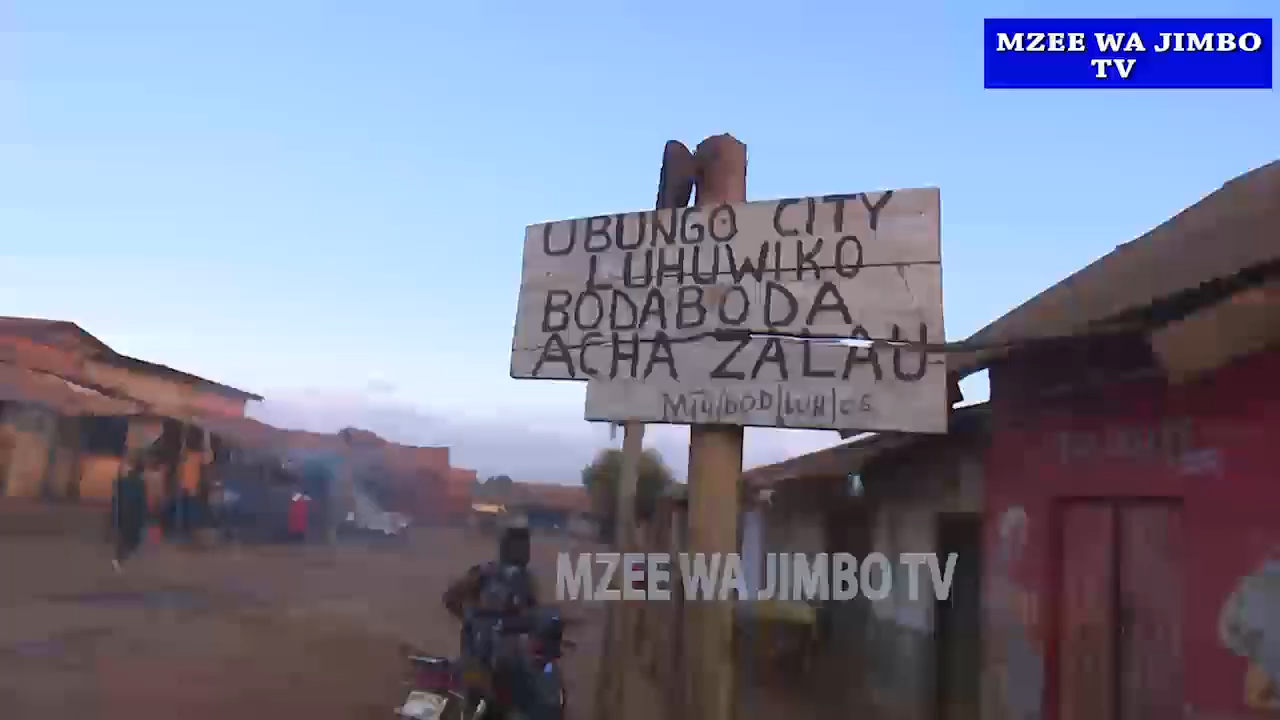 MZEE WA JIMBO
TV
UBUNGO CITY
LUHUWIKO
BODABODA
ACHA ZALAU
MZEE WA JIMBO TV